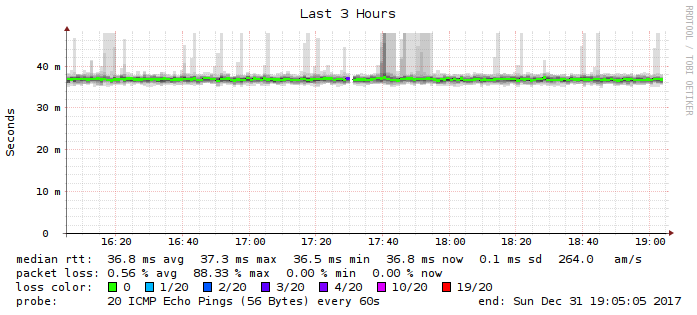 Last 3 Hours
RRDTOOL / TOBI OETIKER
Seconds
40 m
30 m
20 m
10 m
0
16:20 16:40 17:00 17:20 17:40 18:00 18:20 18:40 19:00
median rtt: 36.8 ms avg 37.3 ms max 36.5 ms min 36.8 ms now 0.1 ms sd 264.0 am/s
packet loss: 0.56 % avg 88.33 % max 0.00 % min 0.00 % now
loss color: 0 1/20 2/20 3/20 4/20 10/20 19/20
probe: 20 ICMP Echo Pings (56 Bytes) every 60s end: Sun Dec 31 19:05:05 2017